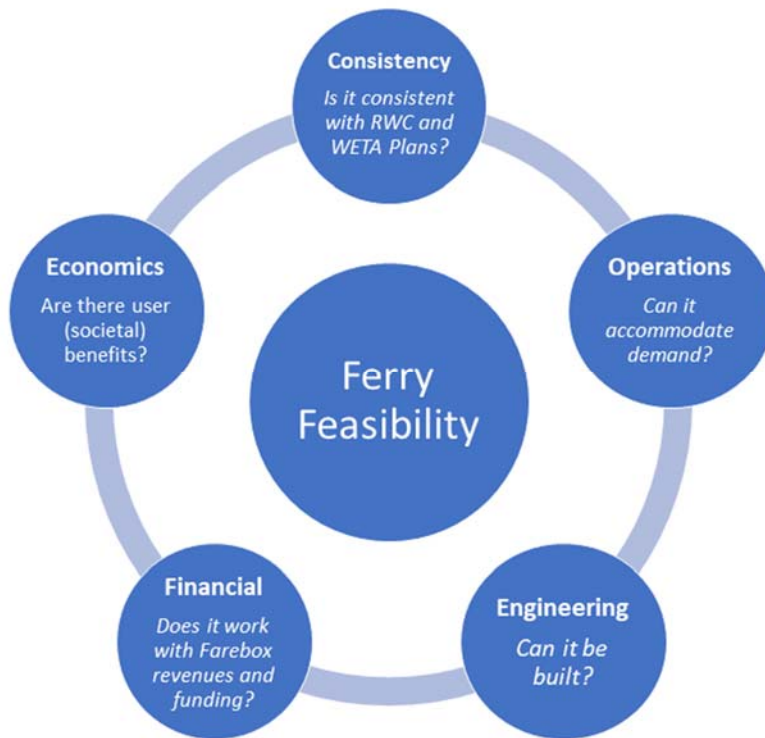 Consistency
Is it consistent
with RWC and
WETA Plans?
Operations
Can it
accommodate
demand?
Engineering
Can it be
built?
Financial
Does it work
with Farebox
revenues and
funding?
Economics
Are there user
(societal)
benefits?
Ferry
Feasibility